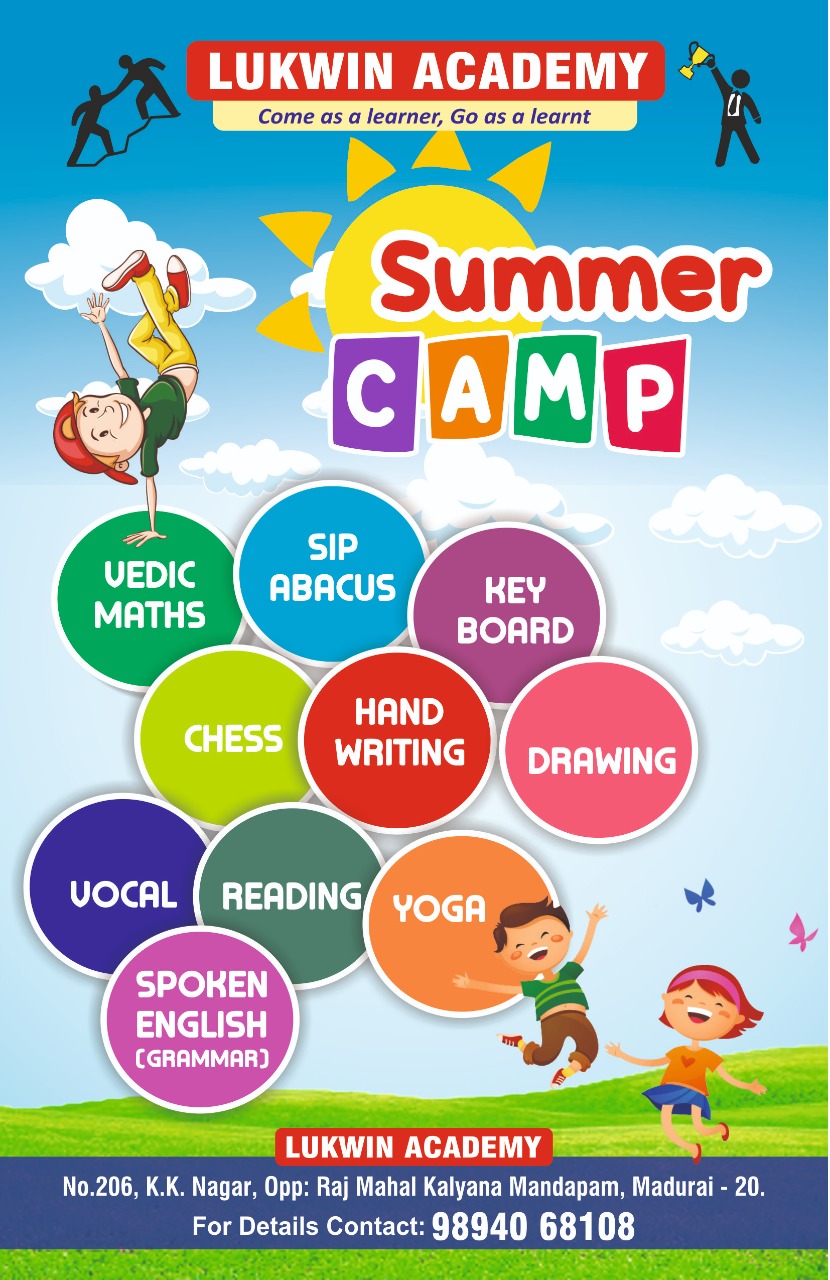 LUKWIN ACADEMY
Come as a learner, Go as a learnt
Summer
CAMP
VEDIC
MATHS
SIP
ABACUS
KEY
BOARD
CHESS
HAND
WRITING
DRAWING
VOCAL
READING
YOGA
SPOKEN
ENGLISH
(GRAMMAR)
LUKWIN ACADEMY
No.206, K.K. Nagar, Opp: Raj Mahal Kalyana Mandapam, Madurai - 20.
For Details Contact: 98940 68108